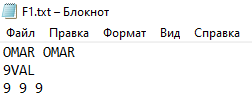 F1.txt – Блокнот
Файл Правка Формат Вид Справка
OMAR OMAR
9VAL
9 9 9